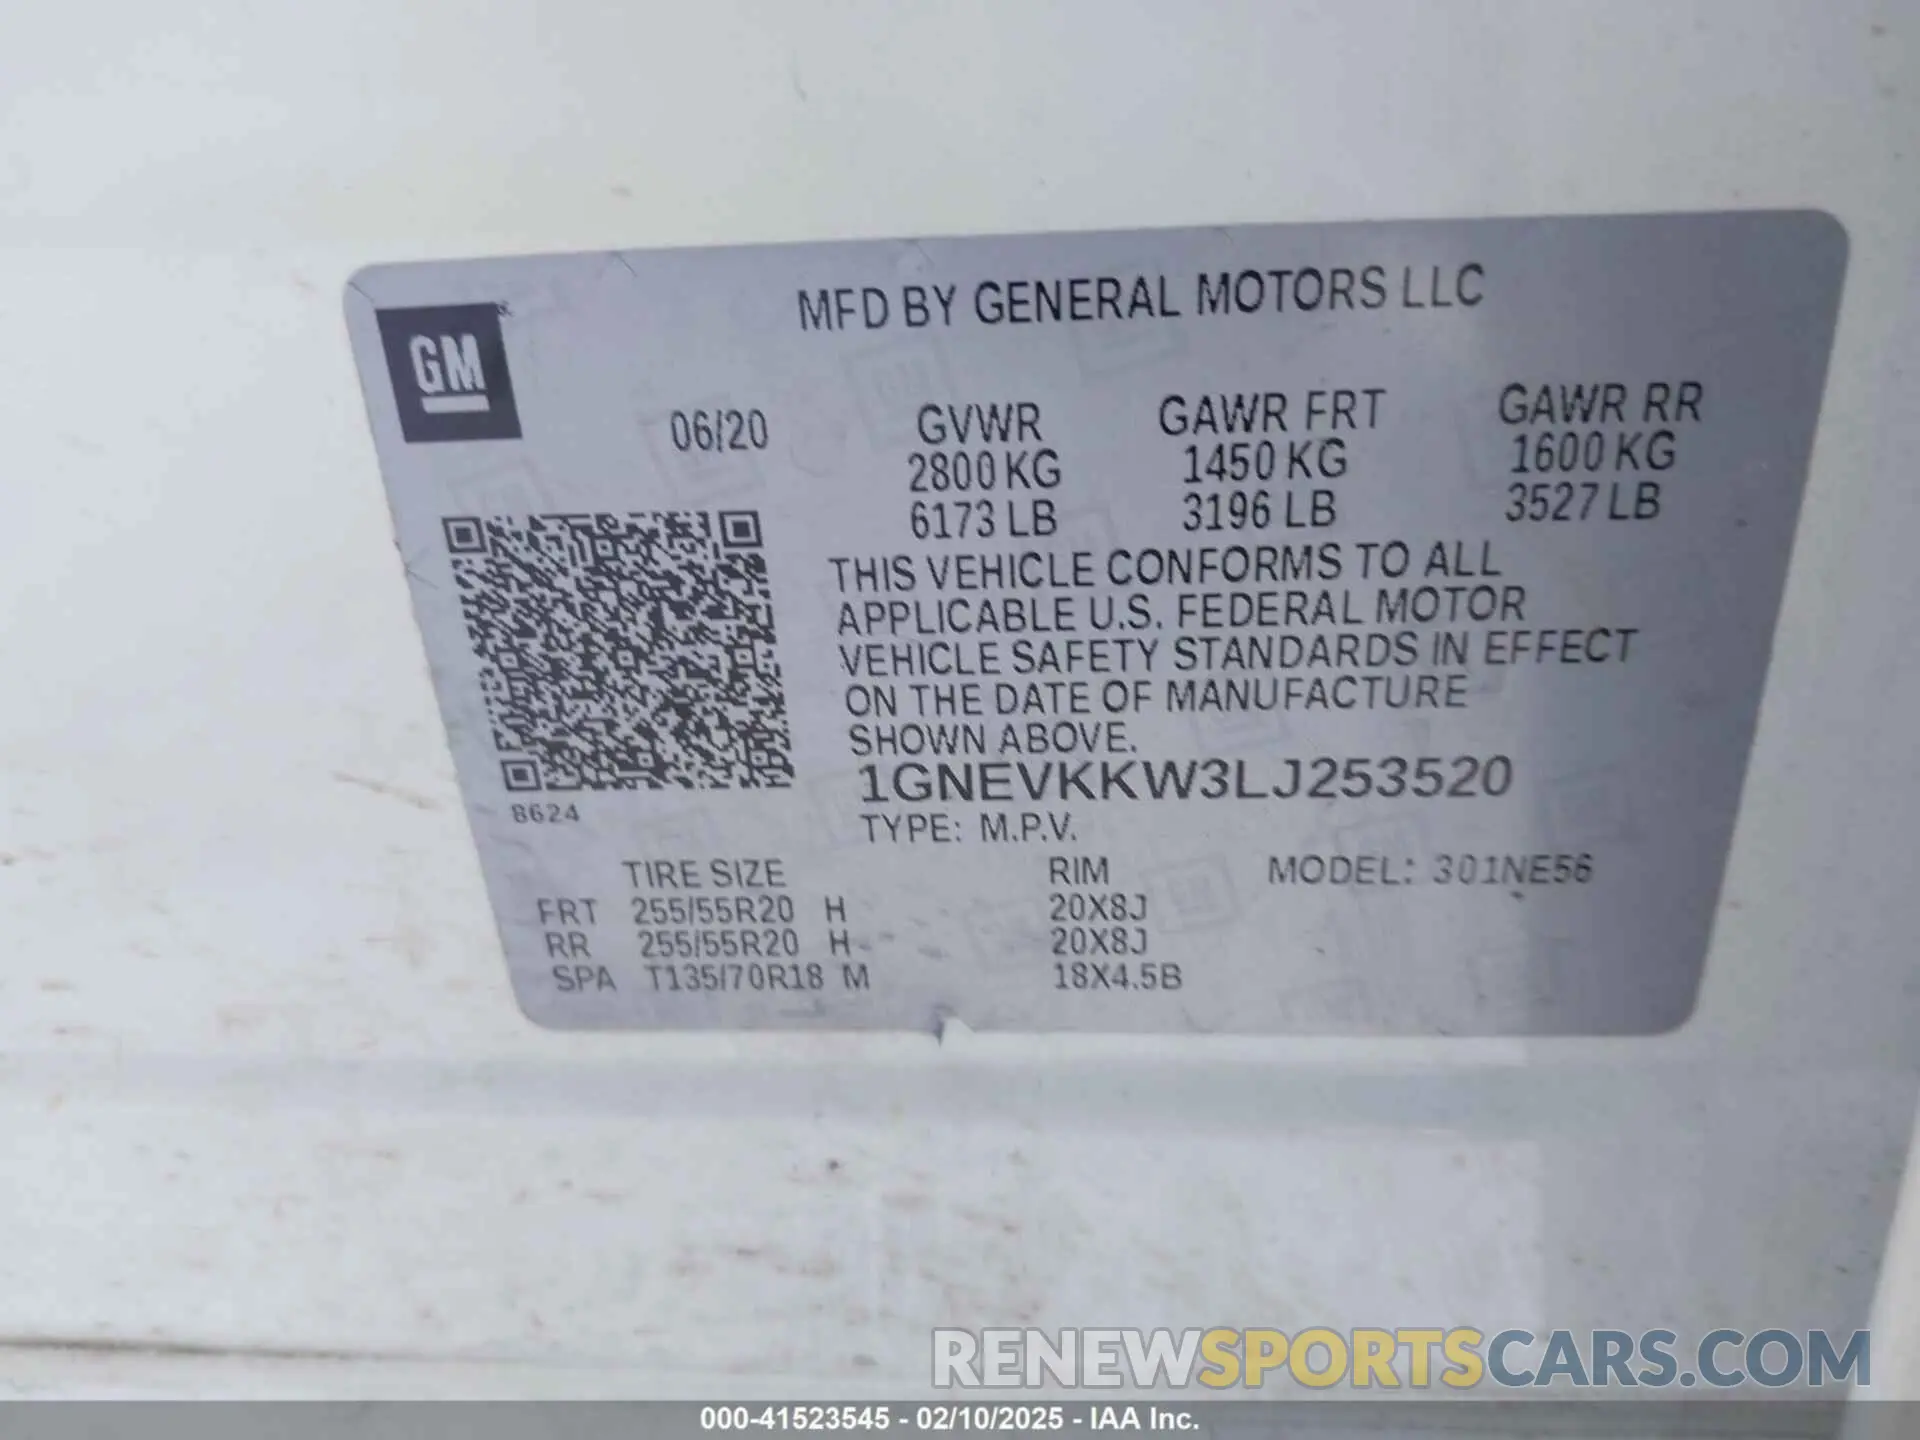 MFD BY GENERAL MOTORS LLC
GM
06/20
GVWR GAWR FRT GAWR RR
2800 KG 1450 KG 1600 KG
6173 LB 3196 LB 3527 LB
THIS VEHICLE CONFORMS TO ALL
APPLICABLE U.S. FEDERAL MOTOR
VEHICLE SAFETY STANDARDS IN EFFECT
ON THE DATE OF MANUFACTURE
SHOWN ABOVE.
1GNEVKKW3LJ253520
8624
TYPE: M.P.V.
TIRE SIZE RIM MODEL: 301NE56
FRT 255/55R20 H 20X8J
RR 255/55R20 H 20X8J
SPA T135/70R18 M 18X4.5B
RENEWSPORTSCARS.COM
000-41523545 - 02/10/2025 - IAA Inc.